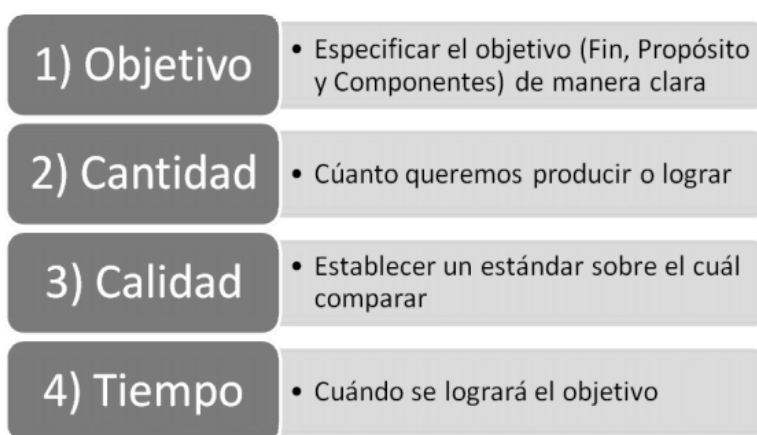 1) Objetivo
• Especificar el objetivo (Fin, Propósito
y Componentes) de manera clara
2) Cantidad
• Cúanto queremos producir o lograr
3) Calidad
• Establecer un estándar sobre el cuál
comparar
4) Tiempo
• Cuándo se logrará el objetivo